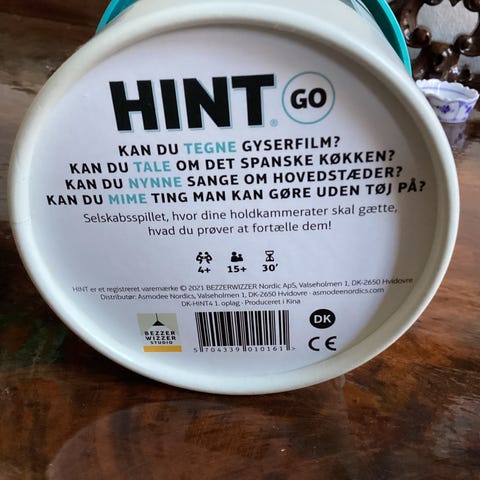 HINT® GO
KAN DU TEGNE GYSERFILM?
KAN DU TALE OM DET SPANSKE KØKKEN?
KAN DU NYNNE SANGE OM HOVEDSTÆDER?
KAN DU MIME TING MAN KAN GØRE UDEN TØJ PÅ?
Selskabsspillet, hvor dine holdkammerater skal gætte,
hvad du prøver at fortælle dem!
4+ 15+ 30'
HINT er et registreret varemærke © 2021 BEZZERWIZZER Nordic ApS, Valseholmen 1, DK-2650 Hvidovre
Distributør: Asmodee Nordics, Valseholmen 1, DK-2650 Hvidovre - asmodeenordics.com
DK-HINT4 1. oplag - Produceret i Kina
BEZZER
WIZZER
STUDIO
5 704339 010161 >
DK
CE